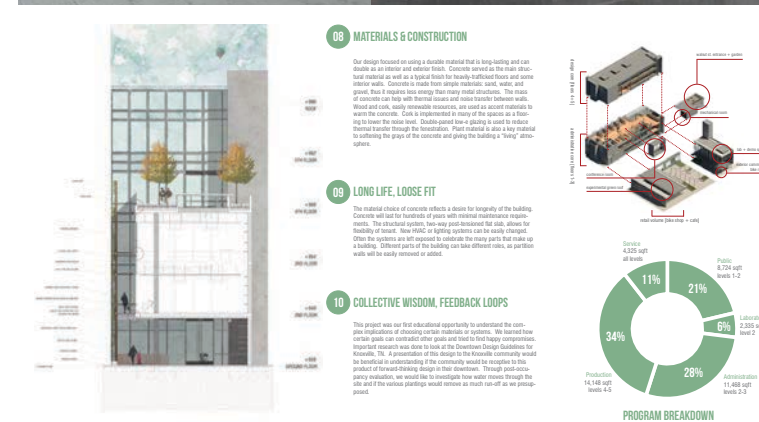 08 MATERIALS & CONSTRUCTION
Our design focused on using a durable material that is long-lasting and can
double as an interior and exterior finish. Concrete served as the main struc-
tural material as well as a typical finish for heavily-trafficked floors and some
interior walls. Concrete is made from simple materials: sand, water, and
gravel, thus it requires less energy than many metal structures. The mass
of concrete can help with thermal issues and noise transfer between walls.
Wood and cork, easily renewable resources, are used as accent materials to
warm the concrete. Cork is implemented in many of the spaces as a floor-
ing to lower the noise level. Double-paned low-e glazing is used to reduce
thermal transfer through the fenestration. Plant material is also a key material
to softening the grays of the concrete and giving the building a "living" atmo-
sphere.
09 LONG LIFE, LOOSE FIT
The material choice of concrete reflects a desire for longevity of the building.
Concrete will last for hundreds of years with minimal maintenance require-
ments. The structural system, two-way post-tensioned flat slab, allows for
flexibility of tenant. New HVAC or lighting systems can be easily changed.
Often the systems are left exposed to celebrate the many parts that make up
a building. Different parts of the building can take different roles, as partition
walls will be easily removed or added.
10 COLLECTIVE WISDOM, FEEDBACK LOOPS
This project was our first educational opportunity to understand the com-
plex implications of choosing certain materials or systems. We learned how
certain goals can contradict other goals and tried to find happy compromises.
Important research was done to look at the Downtown Design Guidelines for
Knoxville, TN. A presentation of this design to the Knoxville community would
be beneficial in understanding if the community would be receptive to this
product of forward-thinking design in their downtown. Through post-occu-
pancy evaluation, we would like to investigate how water moves through the
site and if the various plantings would remove as much run-off as we presup-
posed.
mechanical room
conference room
experimental green roof
retail volume [bike shop + cafe]
Service
4,325 sqft
all levels
Public
8,724 sqft
levels 1-2
11%
21%
6%
Laborat
2,335 s
level 2
34%
28%
Production
14,148 sqft
levels 4-5
Administration
11,468 sqft
levels 2-3
PROGRAM BREAKDOWN